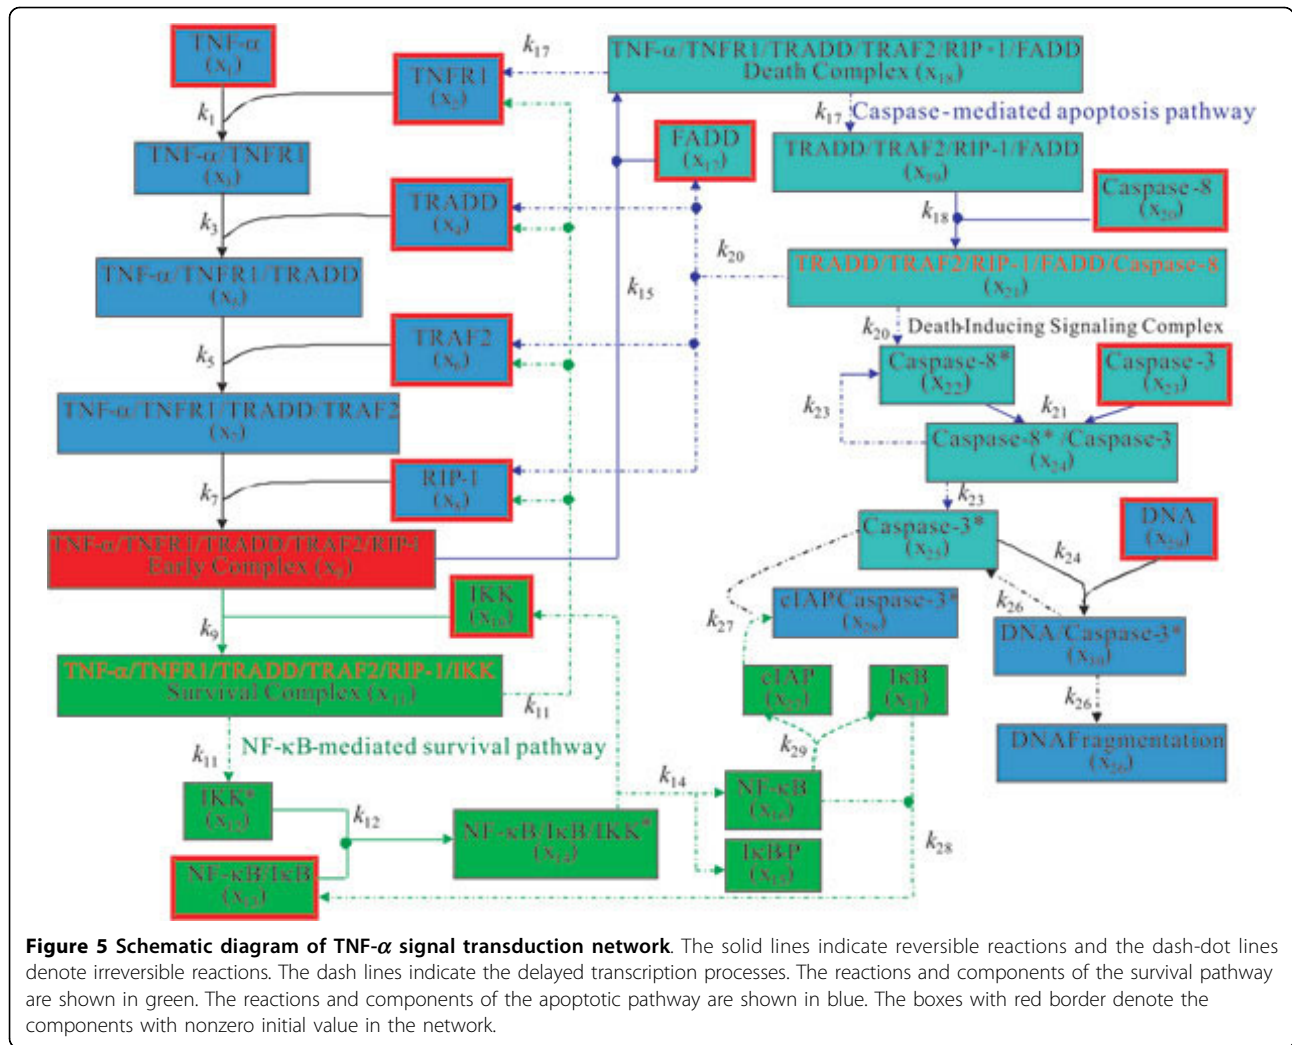 TNF-α
(x₁)
k₁₇
TNF-α/TNFR1/TRADD/TRAF2/RIP-1/FADD
Death Complex (x₁₈)
TNFR1
(x₂)
k₁
k₁₇
Caspase-mediated apoptosis pathway
TNF-α/TNFR1
(x₃)
FADD
(x₁₇)
TRADD/TRAF2/RIP-1/FADD
Caspase-8
(x₂₀)
TRADD
(x₄)
k₃
k₁₈
TNF-α/TNFR1/TRADD
k₂₀
TRADD/TRAF2/RIP-1/FADD/Caspase-8
(x₂₁)
k₁₅
TRAF2
(x₆)
k₅
k₂₀
Death-Inducing Signaling Complex
Caspase-8*
(x₂₂)
Caspase-3
(x₂₃)
TNF-α/TNFR1/TRADD/TRAF2
(x₇)
k₂₃
k₂₁
Caspase-8* /Caspase-3
(x₂₄)
RIP-1
(x₈)
k₇
k₂₃
TNF-α/TNFR1/TRADD/TRAF2/RIP-1
Early Complex (x₉)
Caspase-3*
(x₂₅)
DNA
(x₂₉)
k₂₄
IKK
(x₁₀)
k₉
k₂₇
cIAP.Caspase-3*
(x₂₈)
k₂₆
DNA/Caspase-3*
(x₃₀)
TNF-α/TNFR1/TRADD/TRAF2/RIP-1/IKK
Survival Complex (x₁₁)
k₁₁
cIAP
IκB
(x₃₁)
k₂₆
k₁₁
NF-κB-mediated survival pathway
k₂₉
DNAFragmentation
(x₂₆)
k₁₄
IKK*
(x₁₂)
k₁₂
NF-κB
(x₁₆)
NF-κB/IκB/IKK*
(x₁₄)
k₂₈
IκB-P
(x₁₅)
NF-κB/IκB
(x₁₃)
Figure 5 Schematic diagram of TNF-α signal transduction network. The solid lines indicate reversible reactions and the dash-dot lines
denote irreversible reactions. The dash lines indicate the delayed transcription processes. The reactions and components of the survival pathway
are shown in green. The reactions and components of the apoptotic pathway are shown in blue. The boxes with red border denote the
components with nonzero initial value in the network.